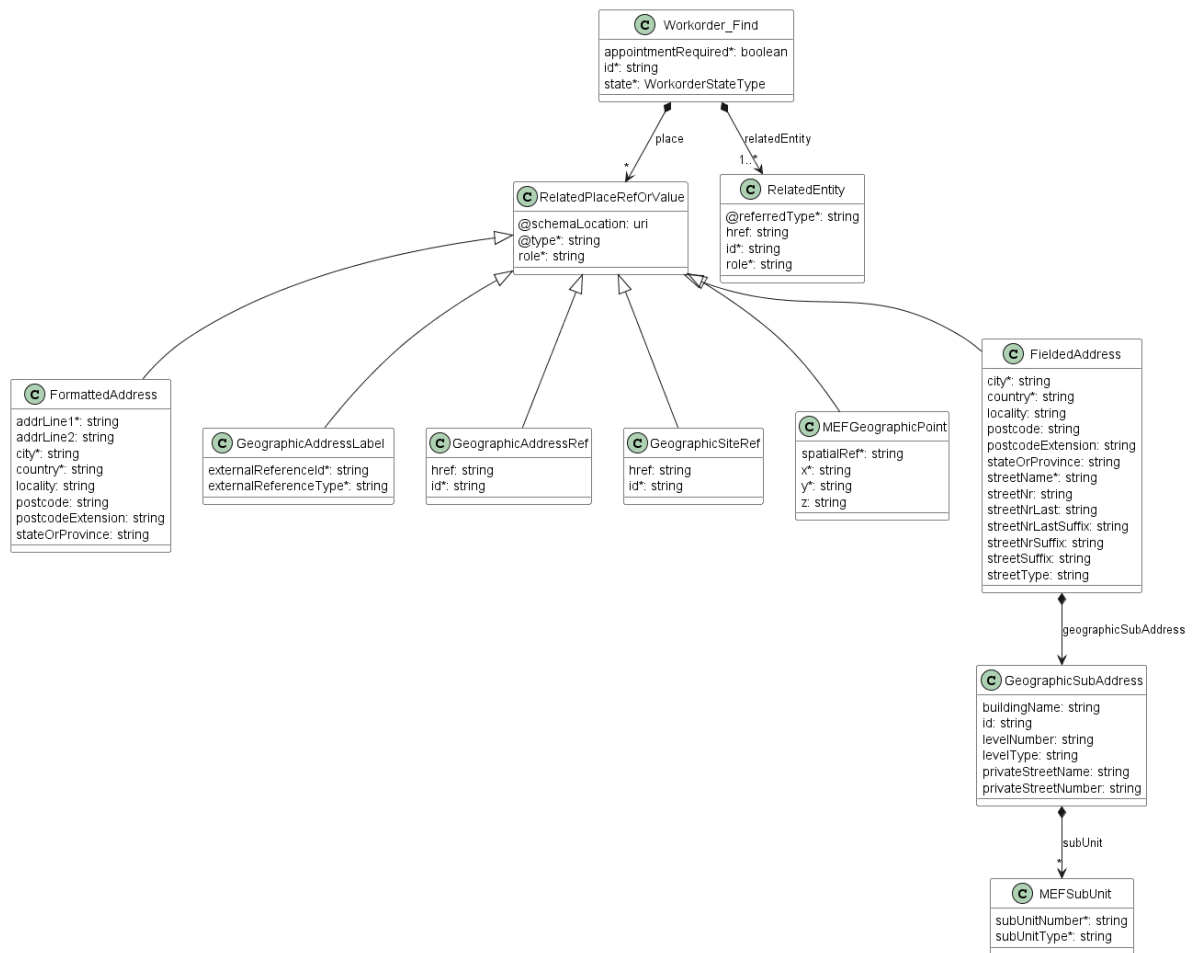 C Workorder_Find
appointmentRequired*: boolean
id*: string
state*: WorkorderStateType
place
relatedEntity
*
1..*
C RelatedPlaceRefOrValue
@schemaLocation: uri
@type*: string
role*: string
C RelatedEntity
@referredType*: string
href: string
id*: string
role*: string
C FormattedAddress
addrLine1*: string
addrLine2: string
city*: string
country*: string
locality: string
postcode: string
postcodeExtension: string
stateOrProvince: string
C GeographicAddressLabel
externalReferenceId*: string
externalReferenceType*: string
C GeographicAddressRef
href: string
id*: string
C GeographicSiteRef
href: string
id*: string
C MEFGeographicPoint
spatialRef*: string
x*: string
y*: string
z: string
C FieldedAddress
city*: string
country*: string
locality: string
postcode: string
postcodeExtension: string
stateOrProvince: string
streetName*: string
streetNr: string
streetNrLast: string
streetNrLastSuffix: string
streetNrSuffix: string
streetSuffix: string
streetType: string
geographicSubAddress
C GeographicSubAddress
buildingName: string
id: string
levelNumber: string
levelType: string
privateStreetName: string
privateStreetNumber: string
subUnit
*
C MEFSubUnit
subUnitNumber*: string
subUnitType*: string